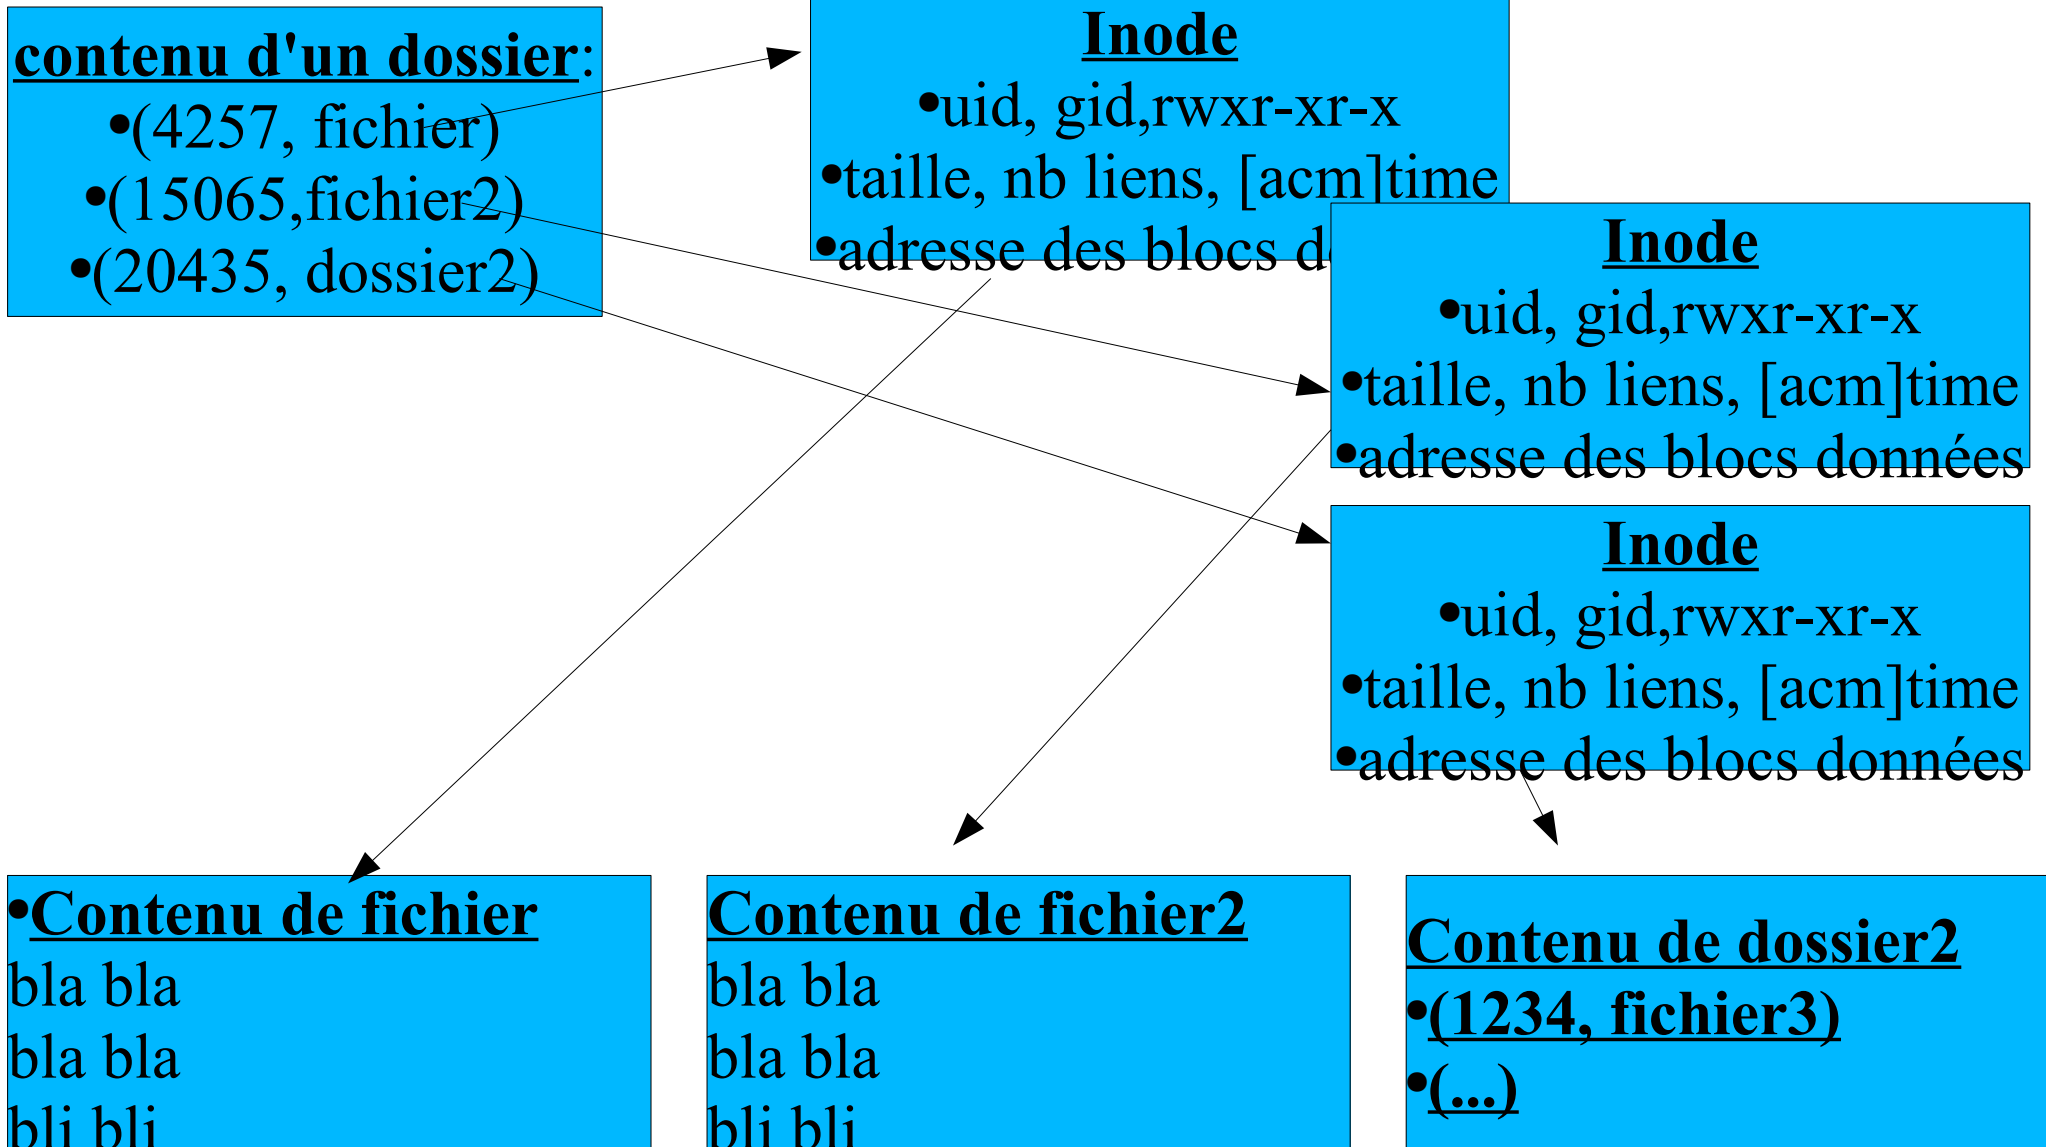 contenu d'un dossier:
•(4257, fichier)
•(15065,fichier2)
•(20435, dossier2)
Inode
•uid, gid,rwxr-xr-x
•taille, nb liens, [acm]time
•adresse des blocs
Inode
•uid, gid,rwxr-xr-x
•taille, nb liens, [acm]time
•adresse des blocs données
Inode
•uid, gid,rwxr-xr-x
•taille, nb liens, [acm]time
•adresse des blocs données
•Contenu de fichier
bla bla
bla bla
bli bli
Contenu de fichier2
bla bla
bla bla
bli bli
Contenu de dossier2
•(1234, fichier3)
•(...)